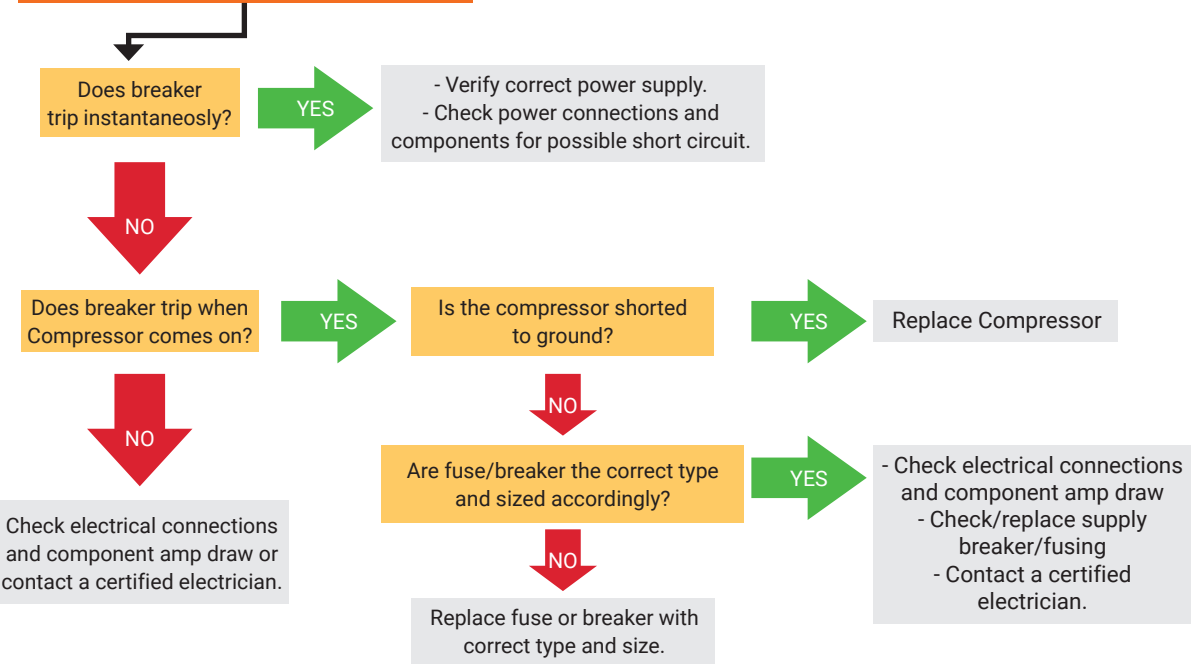 Does breaker
trip instantaneosly?
YES
- Verify correct power supply.
- Check power connections and
components for possible short circuit.
NO
Does breaker trip when
Compressor comes on?
YES
Is the compressor shorted
to ground?
YES
Replace Compressor
NO
NO
Are fuse/breaker the correct type
and sized accordingly?
YES
- Check electrical connections
and component amp draw
- Check/replace supply
breaker/fusing
- Contact a certified
electrician.
Check electrical connections
and component amp draw or
contact a certified electrician.
NO
Replace fuse or breaker with
correct type and size.